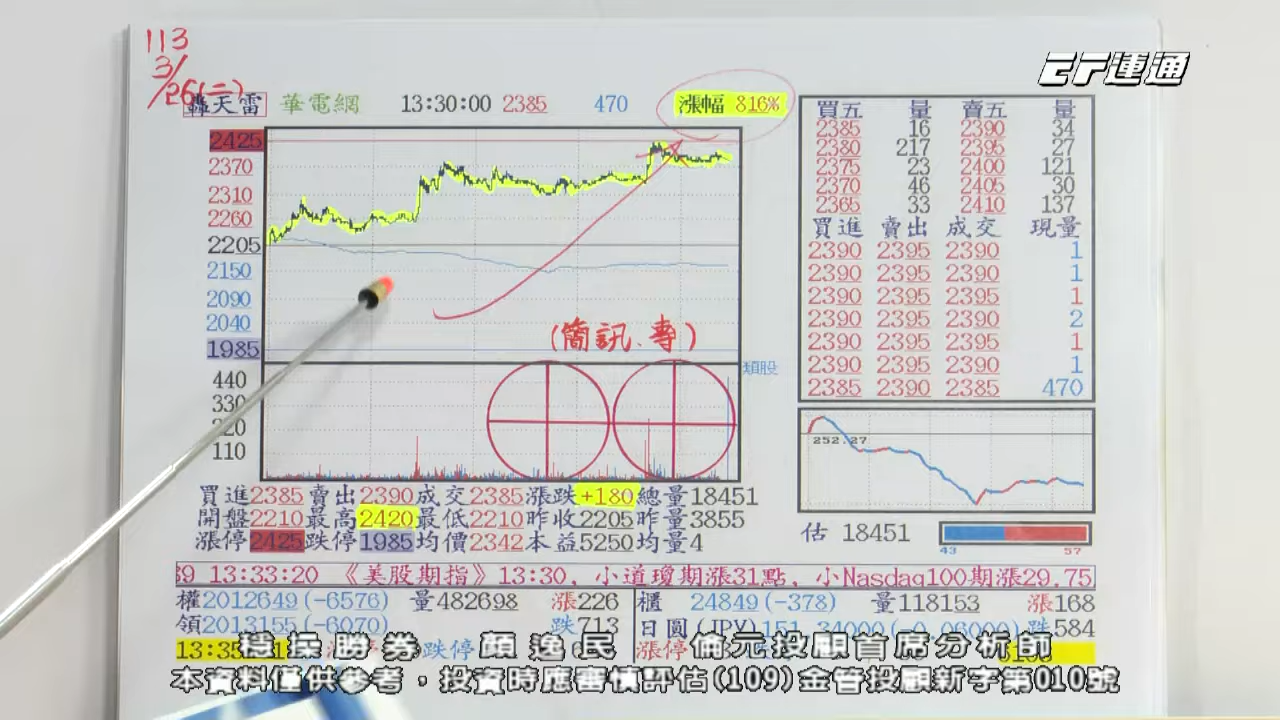 113
3/26(二)
ET運通
轟天雷 華電網 13:30:00 2385 470 漲幅 816%
2425
2370
2310
2260
2205
2150
2090
2040
1985
(簡訊、專)
類股
440
330
220
110
買五 量 賣五 量
2385 16 2390 34
2380 217 2395 27
2375 23 2400 121
2370 46 2405 30
2365 33 2410 137
買進 賣出 成交 現量
2390 2395 2390 1
2390 2395 2390 1
2390 2395 2395 1
2390 2395 2390 2
2390 2395 2395 1
2390 2395 2390 1
2385 2390 2385 470
252.27
買進2385賣出2390成交2385漲跌+180總量18451
開盤2210最高2420最低2210昨收2205昨量3855
漲停2425跌停1985均價2342本益5250均量4
估 18451
43 57
39 13:33:20 《美股期指》13:30, 小道瓊期漲31點, 小Nasdaq100期漲29.75
權2012649(-6576) 量482698 漲226 櫃 24849(-378) 量118153 漲168
領2013155(-6070) 跌713 日圓(JPY)151.34000(-0.06000)跌584
13:35 跌停 漲停
穩操勝券 顏逸民 倫元投顧首席分析師
本資料僅供參考，投資時應審慎評估(109)金管投顧新字第010號